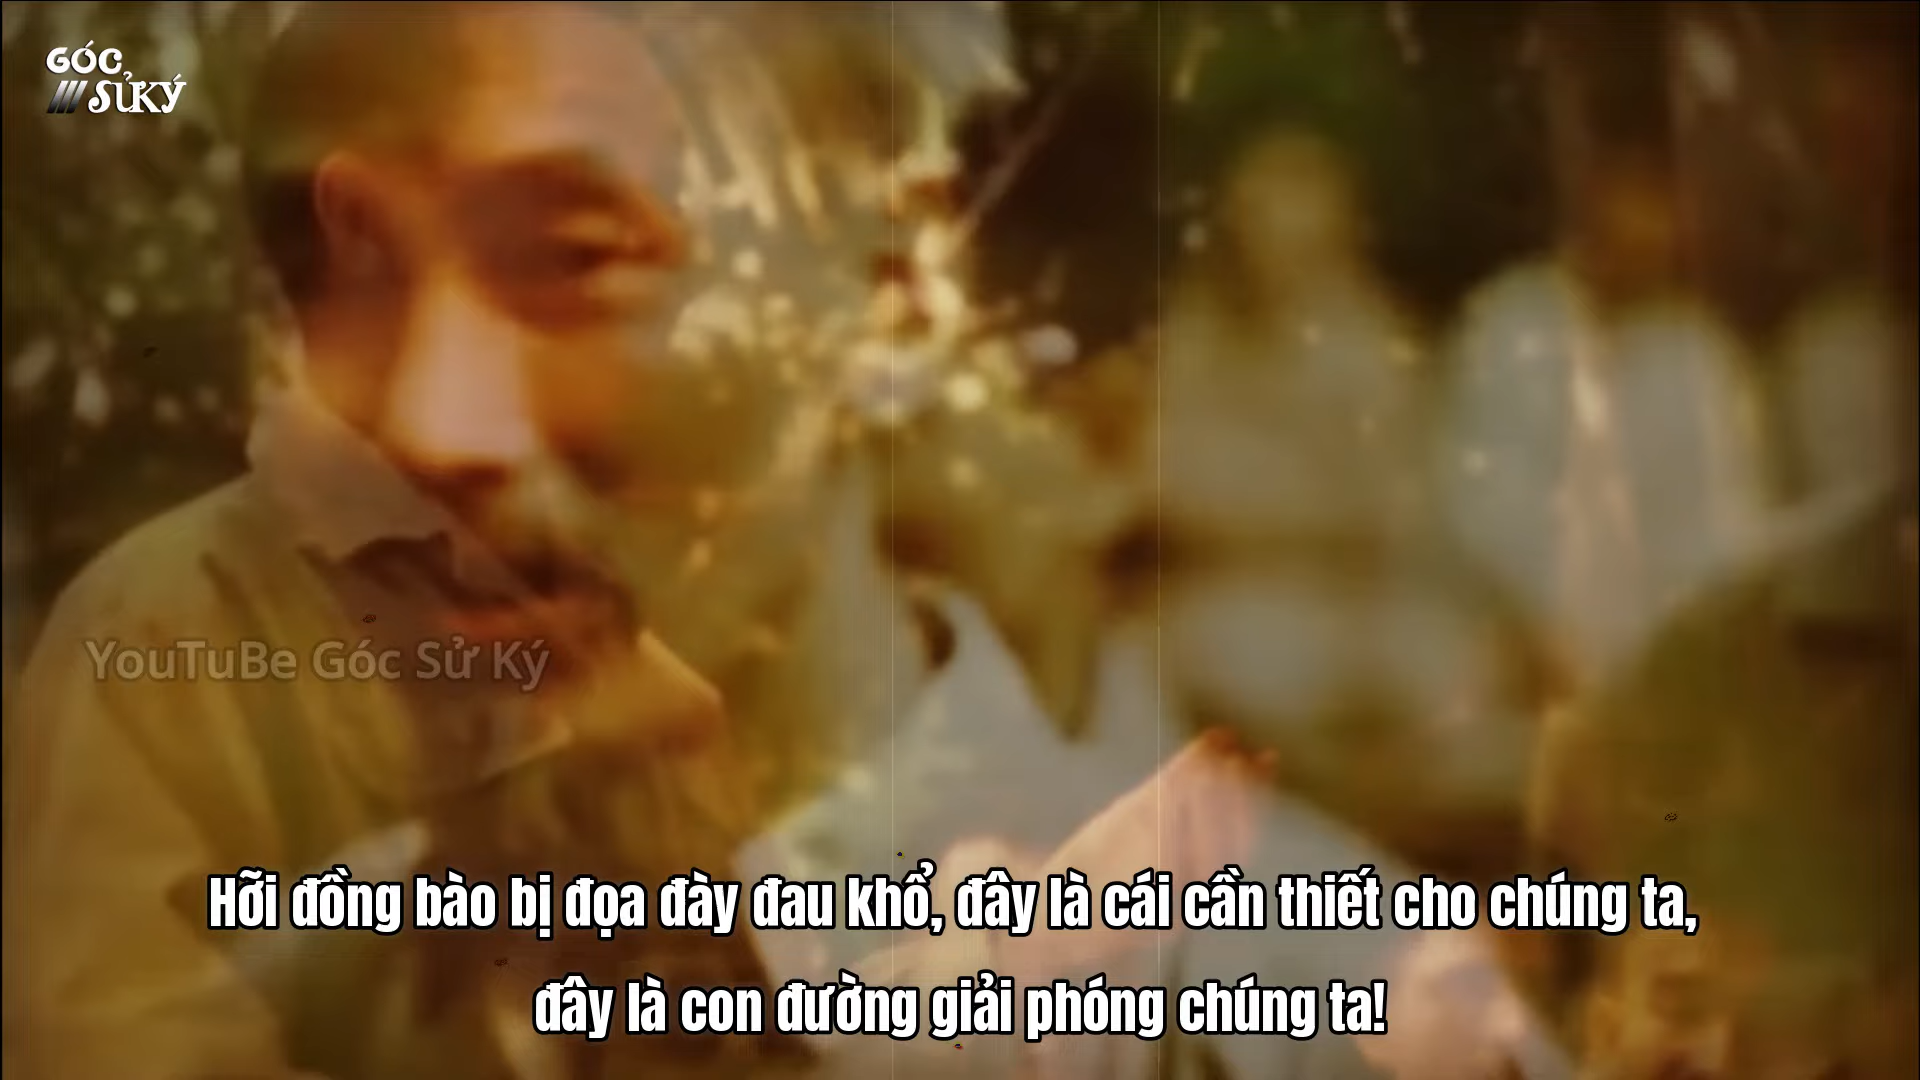 GÓC
SỬ KÝ
YouTuBe Góc Sử Ký
Hỡi đồng bào bị đọa đày đau khổ, đây là cái cần thiết cho chúng ta,
đây là con đường giải phóng chúng ta!